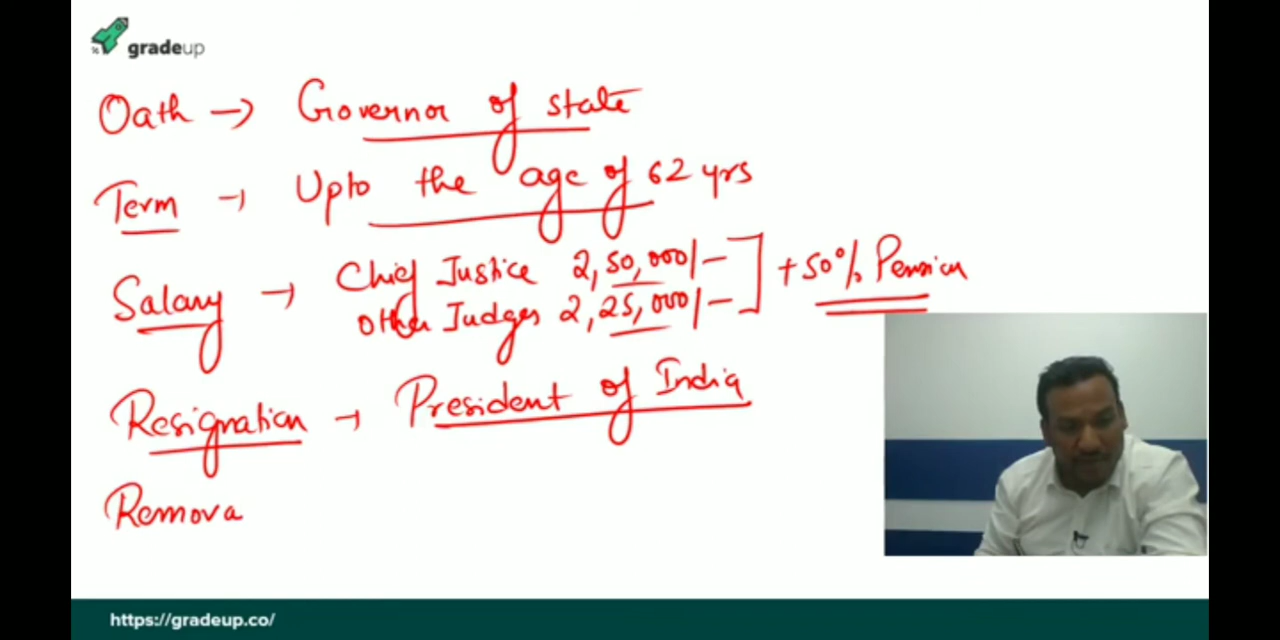 gradeup
Oath → Governor of state
Term → Upto the age of 62 yrs
Salary → Chief Justice 2,50,000/-
Other Judges 2,25,000/-
+50% Pension
Resignation → President of India
Remova
https://gradeup.co/